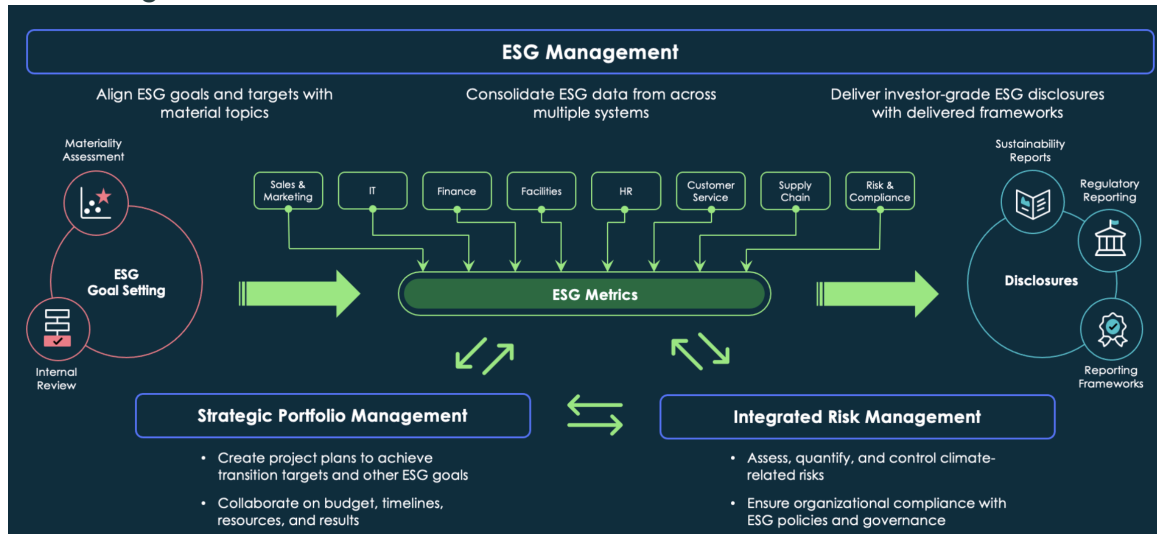 ESG Management
Align ESG goals and targets with
material topics
Consolidate ESG data from across
multiple systems
Deliver investor-grade ESG disclosures
with delivered frameworks
Materiality
Assessment
ESG
Goal Setting
Internal
Review
Sales &
Marketing
IT
Finance
Facilities
HR
Customer
Service
Supply
Chain
Risk &
Compliance
ESG Metrics
Sustainability
Reports
Regulatory
Reporting
Disclosures
Reporting
Frameworks
Strategic Portfolio Management
• Create project plans to achieve
transition targets and other ESG goals
• Collaborate on budget, timelines,
resources, and results
Integrated Risk Management
• Assess, quantify, and control climate-
related risks
• Ensure organizational compliance with
ESG policies and governance